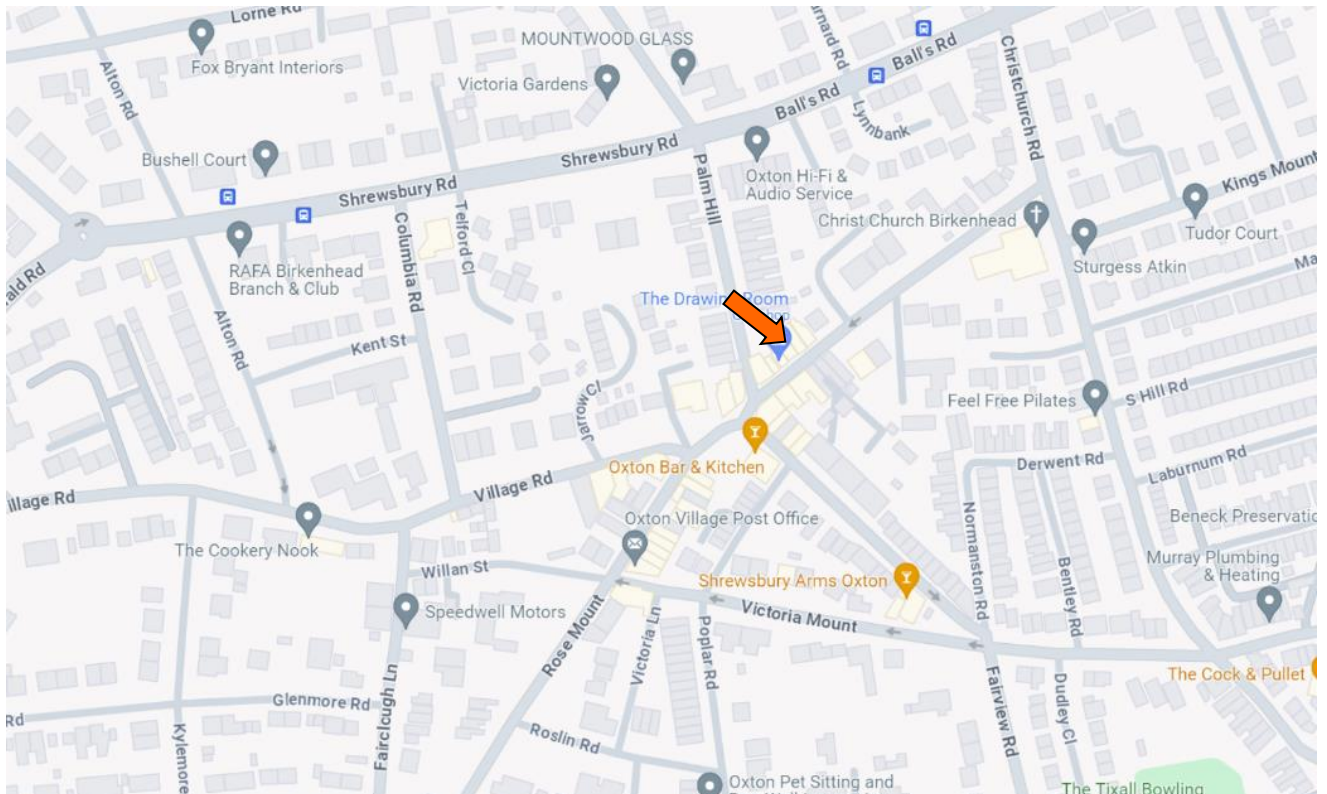 Lorne Rd
Fox Bryant Interiors
MOUNTWOOD GLASS
Victoria Gardens
Ball's Rd
Ball's Rd
Christchurch Rd
Alton Rd
Lynnbank
Bushell Court
Shrewsbury Rd
Palm Hill
Oxton Hi-Fi &
Audio Service
Kings Mount
Shrewsbury Rd
Telford Cl
Columbia Rd
Christ Church Birkenhead
Tudor Court
RAFA Birkenhead
Branch & Club
Sturgess Atkin
The Drawing Room
Alton Rd
Kent St
Jarrow Cl
Feel Free Pilates
S Hill Rd
Oxton Bar & Kitchen
Derwent Rd
Laburnum Rd
Village Rd
Oxton Village Post Office
Normanston Rd
The Cookery Nook
Willan St
Bentley Rd
Murray Plumbing
& Heating
Shrewsbury Arms Oxton
Speedwell Motors
Victoria Mount
Rose Mount
Victoria Ln
Poplar Rd
The Cock & Pullet
Glenmore Rd
Fairclough Ln
Dudley Cl
Fairview Rd
Rd
Kylemore
Roslin Rd
Oxton Pet Sitting and
The Tixall Bowling